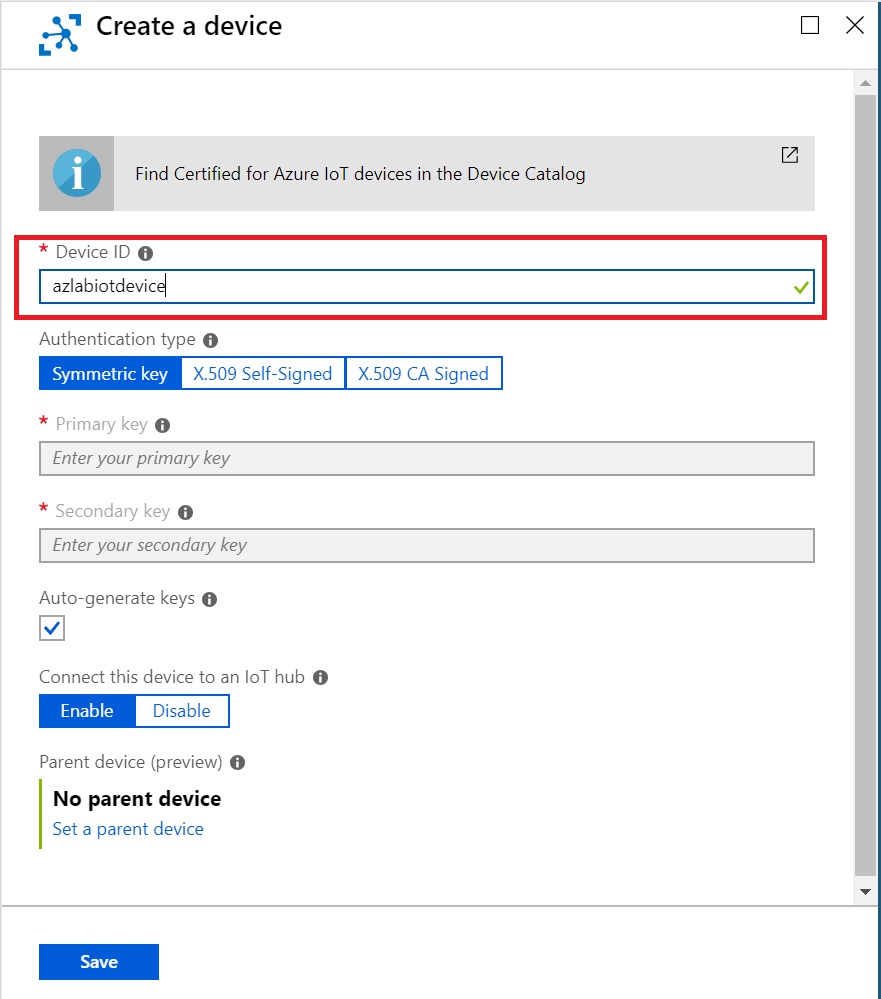 Create a device
Find Certified for Azure IoT devices in the Device Catalog
* Device ID
azlabiotdevice
Authentication type
Symmetric key X.509 Self-Signed X.509 CA Signed
* Primary key
Enter your primary key
* Secondary key
Enter your secondary key
Auto-generate keys
Connect this device to an IoT hub
Enable Disable
Parent device (preview)
No parent device
Set a parent device
Save